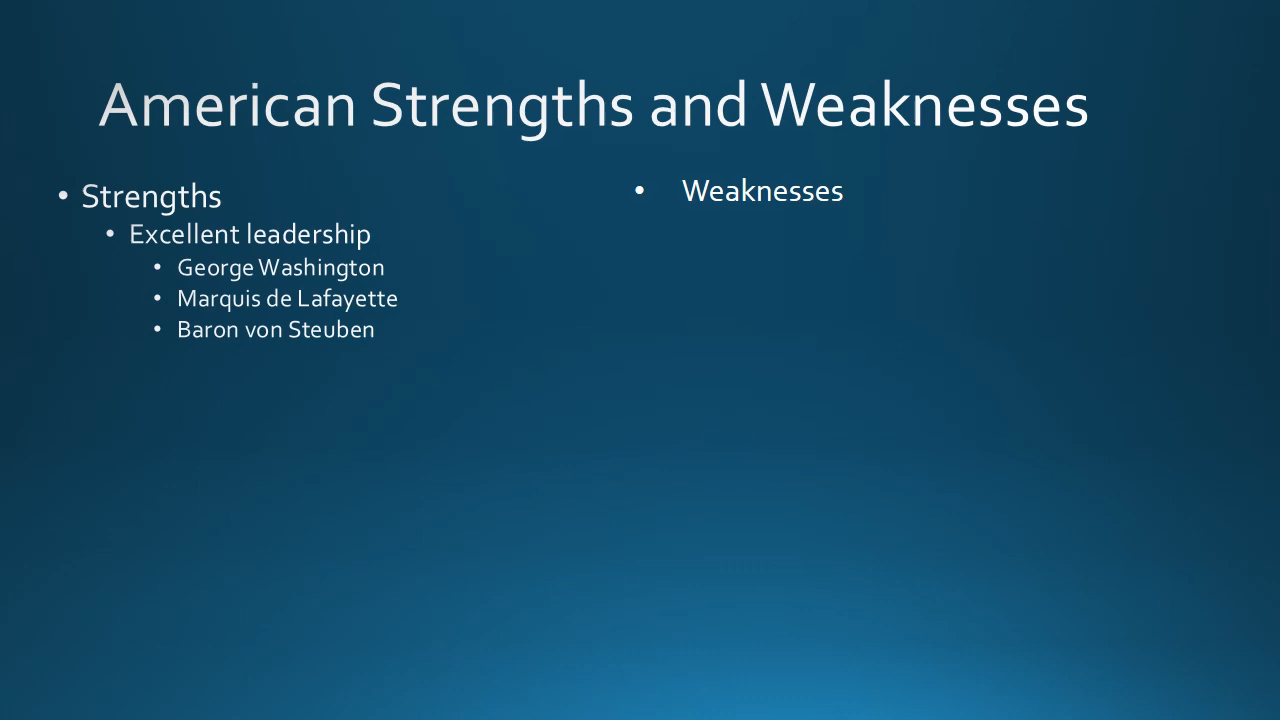 American Strengths and Weaknesses
• Strengths
• Excellent leadership
• George Washington
• Marquis de Lafayette
• Baron von Steuben
• Weaknesses